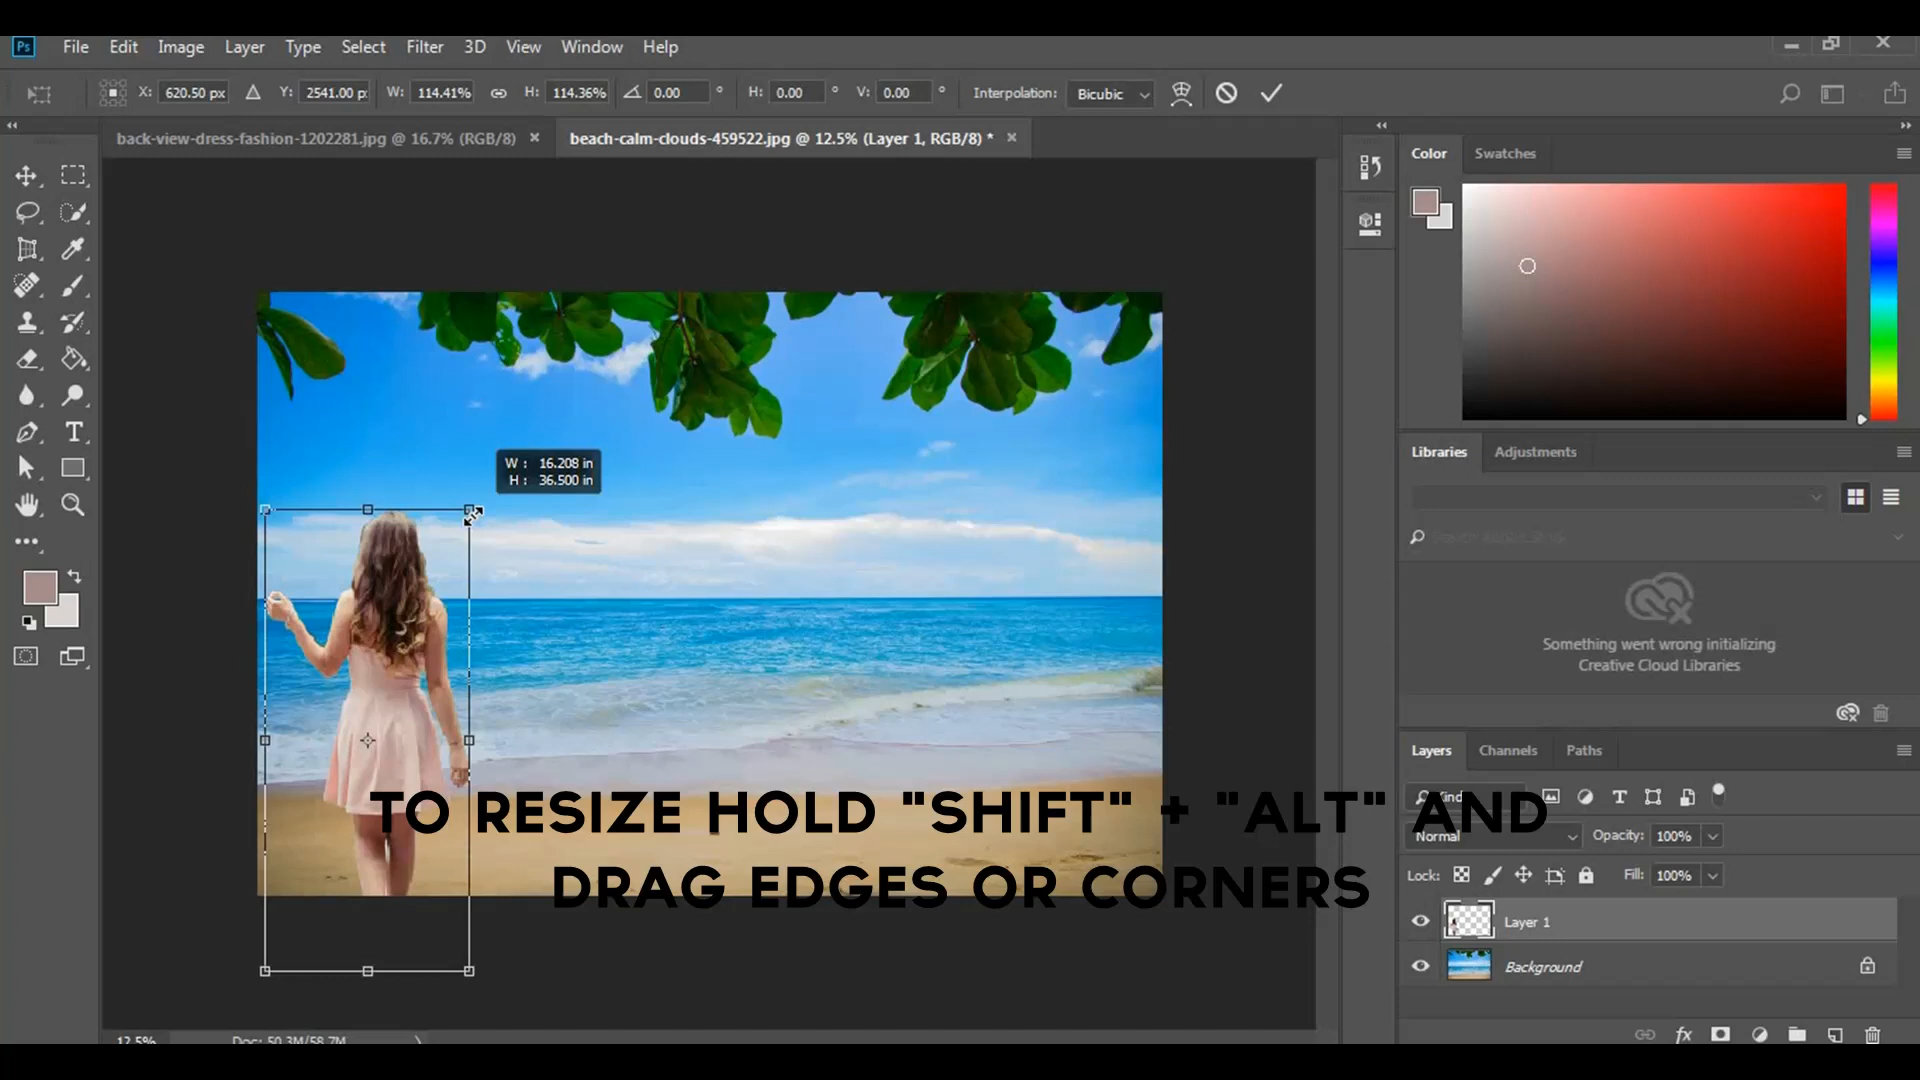 Ps File Edit Image Layer Type Select Filter 3D View Window Help
X: 620.50 px Y: 2541.00 p W: 114.41% H: 114.36% 0.00 ° H: 0.00 ° V: 0.00 ° Interpolation: Bicubic
back-view-dress-fashion-1202281.jpg @ 16.7% (RGB/8) beach-calm-clouds-459522.jpg @ 12.5% (Layer 1, RGB/8) *
Color Swatches
Libraries Adjustments
W : 16.208 in
H : 36.500 in
Something went wrong initializing
Creative Cloud Libraries
Layers Channels Paths
Kind
TO RESIZE HOLD "SHIFT" + "ALT" AND
DRAG EDGES OR CORNERS
Normal Opacity: 100%
Lock: Fill: 100%
Layer 1
Background
12.5% Doc: 50.3M/58.7M